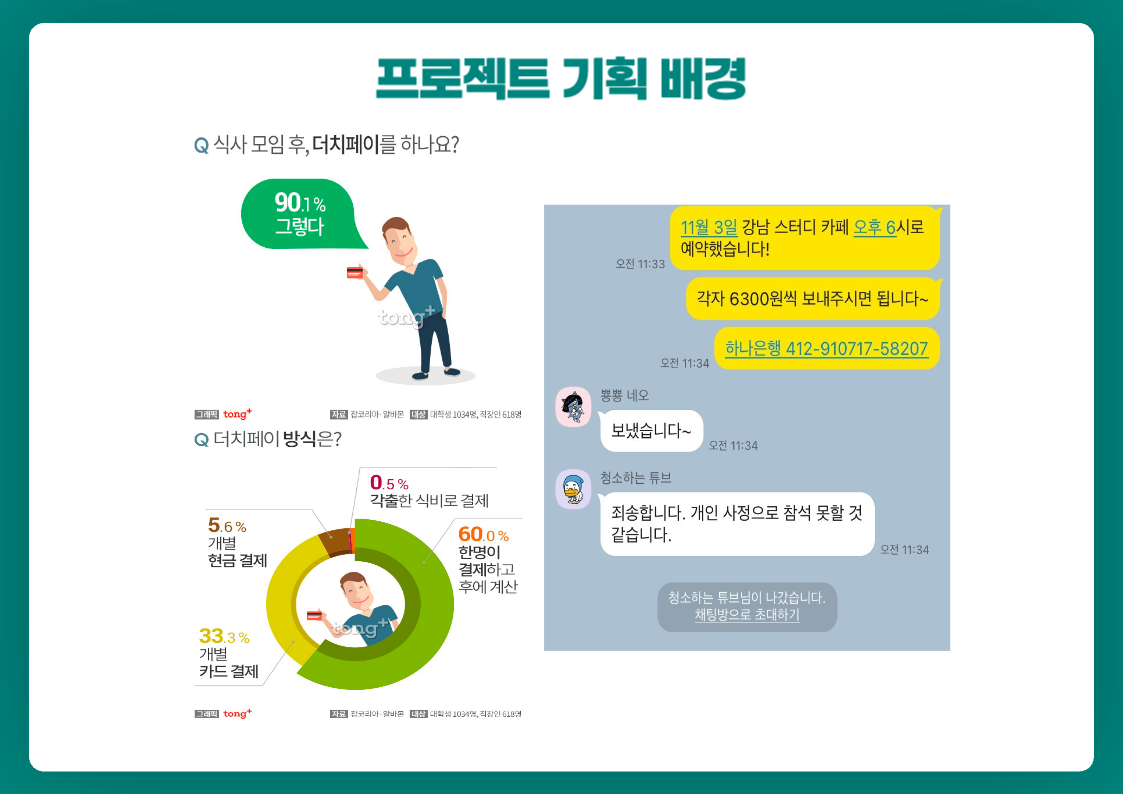 프로젝트 기획 배경
Q 식사 모임 후, 더치페이를 하나요?
90.1%
그렇다
tong+
그래픽 tong+
자료 잡코리아·알바몬 대상 대학생 1034명, 직장인 618명
Q 더치페이 방식은?
0.5%
각출한 식비로 결제
5.6%
개별
현금 결제
60.0%
한명이
결제하고
후에 계산
33.3%
개별
카드 결제
tong+
그래픽 tong+
자료 잡코리아·알바몬 대상 대학생 1034명, 직장인 618명
11월 3일 강남 스터디 카페 오후 6시로
예약했습니다!
오전 11:33
각자 6300원씩 보내주시면 됩니다~
하나은행 412-910717-58207
오전 11:34
뿅뿅 네오
보냈습니다~
오전 11:34
청소하는 튜브
죄송합니다. 개인 사정으로 참석 못할 것
같습니다.
오전 11:34
청소하는 튜브님이 나갔습니다.
채팅방으로 초대하기